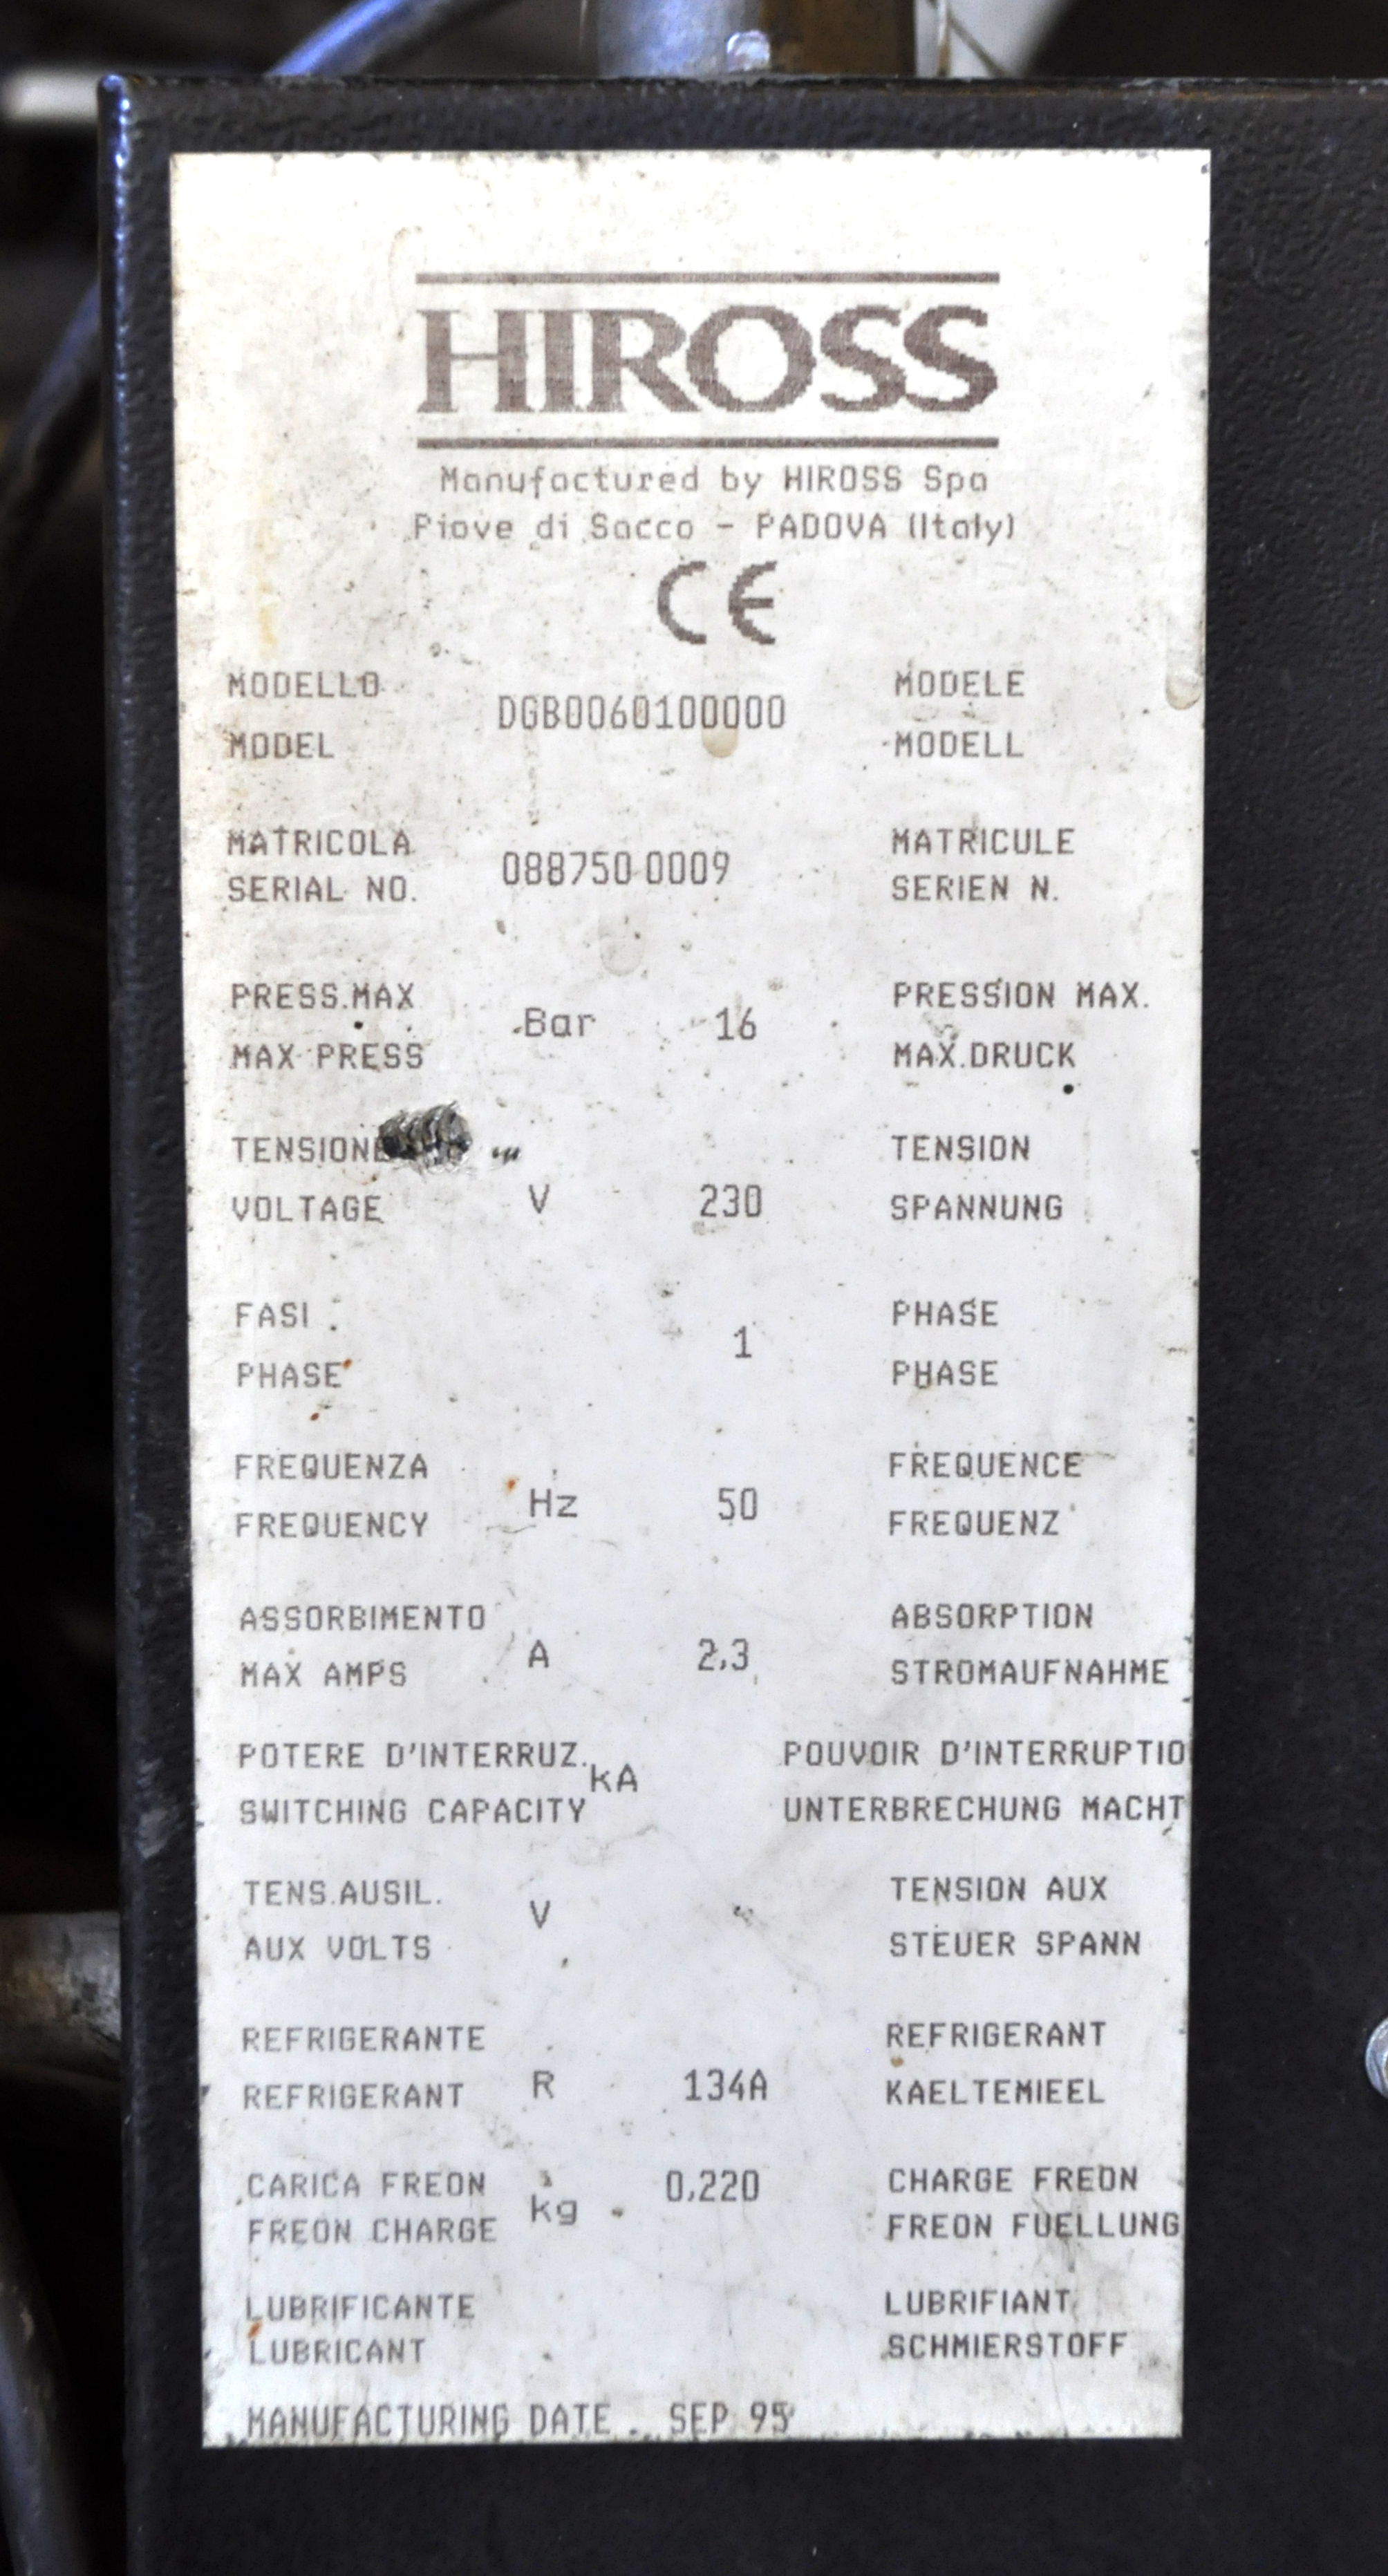 HIROSS
Manufactured by HIROSS Spa
Piove di Sacco - PADOVA (Italy)
CE
MODELLO MODELE
DGB0060100000
MODEL MODELL
MATRICOLA MATRICULE
088750 0009
SERIAL NO. SERIEN N.
PRESS.MAX PRESSION MAX.
Bar 16
MAX PRESS MAX.DRUCK
TENSIONE TENSION
V 230
VOLTAGE SPANNUNG
FASI PHASE
1
PHASE PHASE
FREQUENZA FREQUENCE
Hz 50
FREQUENCY FREQUENZ
ASSORBIMENTO ABSORPTION
A 2,3
MAX AMPS STROMAUFNAHME
POTERE D'INTERRUZ. POUVOIR D'INTERRUPTIO
kA
SWITCHING CAPACITY UNTERBRECHUNG MACHT
TENS.AUSIL. TENSION AUX
V
AUX VOLTS STEUER SPANN
REFRIGERANTE REFRIGERANT
R 134A
REFRIGERANT KAELTEMIEEL
CARICA FREON 0,220 CHARGE FREON
kg
FREON CHARGE FREON FUELLUNG
LUBRIFICANTE LUBRIFIANT
LUBRICANT SCHMIERSTOFF
MANUFACTURING DATE SEP 95